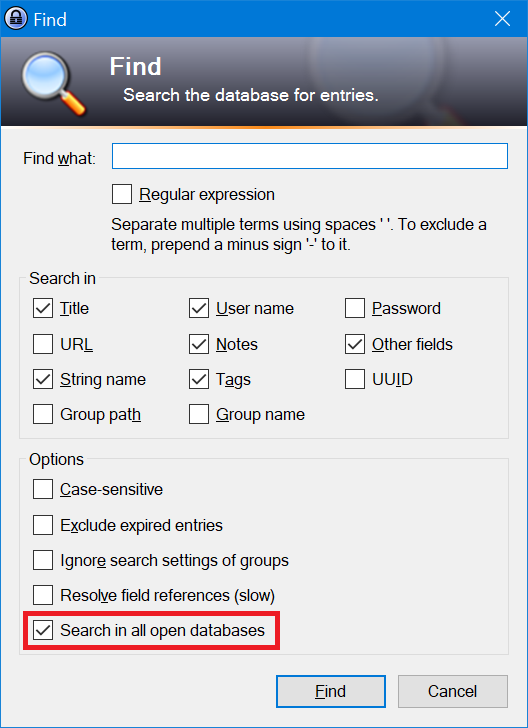 Find
Find
Search the database for entries.
Find what:
Regular expression
Separate multiple terms using spaces ' '. To exclude a
term, prepend a minus sign '-' to it.
Search in
Title User name Password
URL Notes Other fields
String name Tags UUID
Group path Group name
Options
Case-sensitive
Exclude expired entries
Ignore search settings of groups
Resolve field references (slow)
Search in all open databases
Find Cancel